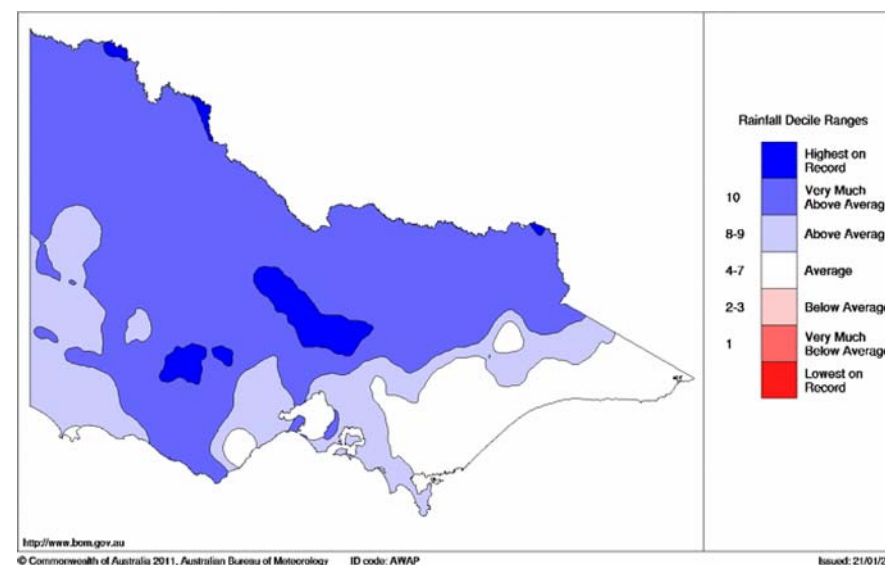 Rainfall Decile Ranges
Highest on
Record
10
Very Much
Above Average
8-9
Above Average
4-7
Average
2-3
Below Average
1
Very Much
Below Average
Lowest on
Record
http://www.bom.gov.au
© Commonwealth of Australia 2011, Australian Bureau of Meteorology ID code: AWAP Issued: 21/01/2